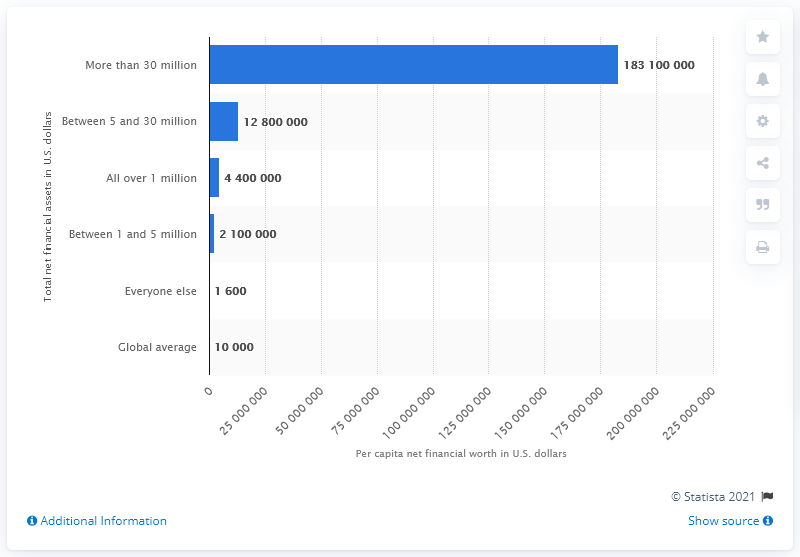 Total net financial assets in U.S. dollars
More than 30 million 183 100 000
Between 5 and 30 million 12 800 000
All over 1 million 4 400 000
Between 1 and 5 million 2 100 000
Everyone else 1 600
Global average 10 000
0 25 000 000 50 000 000 75 000 000 100 000 000 125 000 000 150 000 000 175 000 000 200 000 000 225 000 000
Per capita net financial worth in U.S. dollars
© Statista 2021
Additional Information Show source